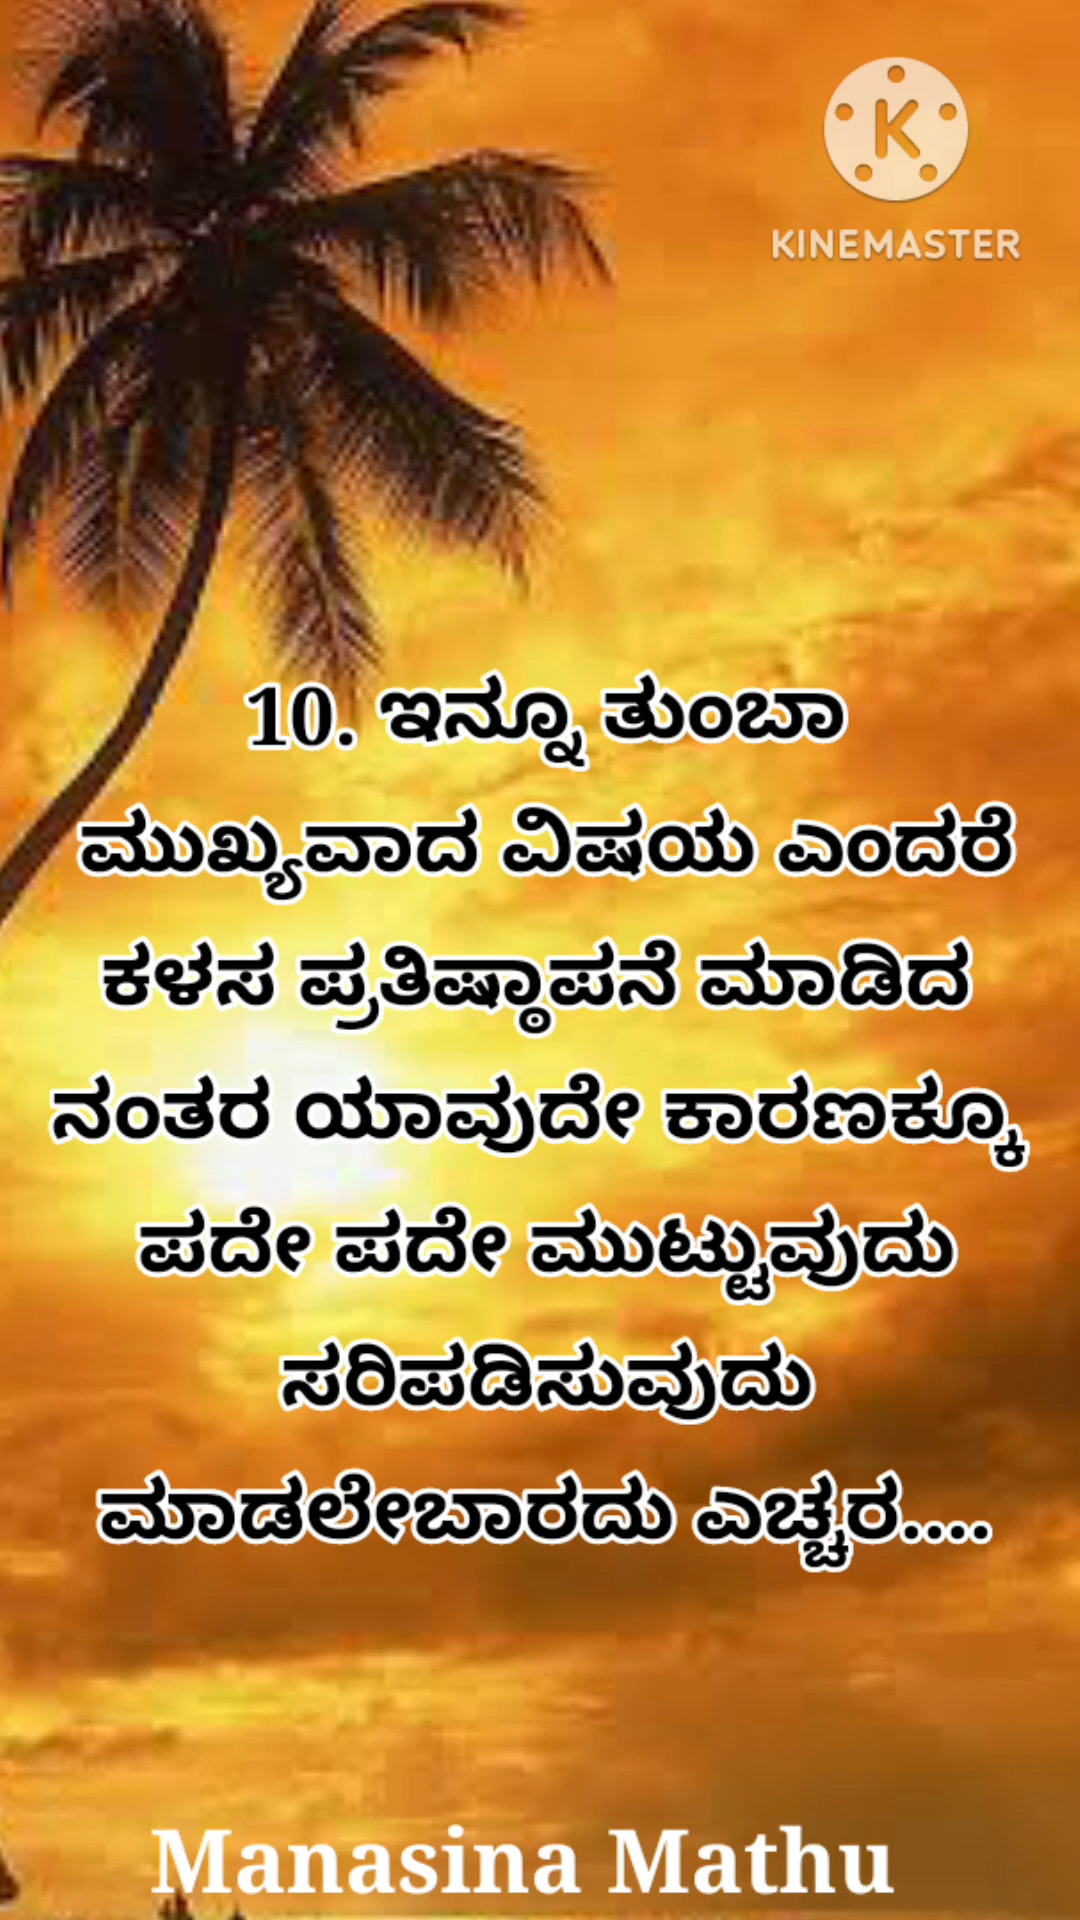 KINEMASTER
10. ಇನ್ನೂ ತುಂಬಾ
ಮುಖ್ಯವಾದ ವಿಷಯ ಎಂದರೆ
ಕಳಸ ಪ್ರತಿಷ್ಠಾಪನೆ ಮಾಡಿದ
ನಂತರ ಯಾವುದೇ ಕಾರಣಕ್ಕೂ
ಪದೇ ಪದೇ ಮುಟ್ಟುವುದು
ಸರಿಪಡಿಸುವುದು
ಮಾಡಲೇಬಾರದು ಎಚ್ಚರ....
Manasina Mathu